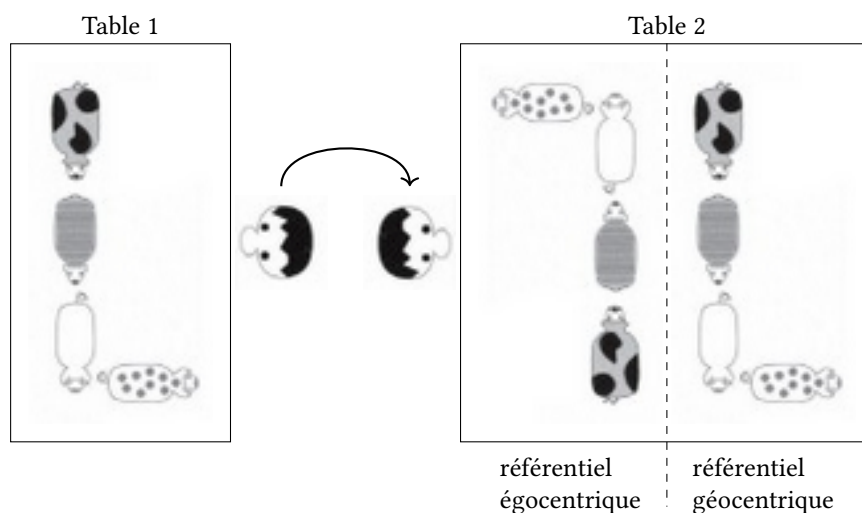 Table 1
Table 2
référentiel
égocentrique
référentiel
géocentrique